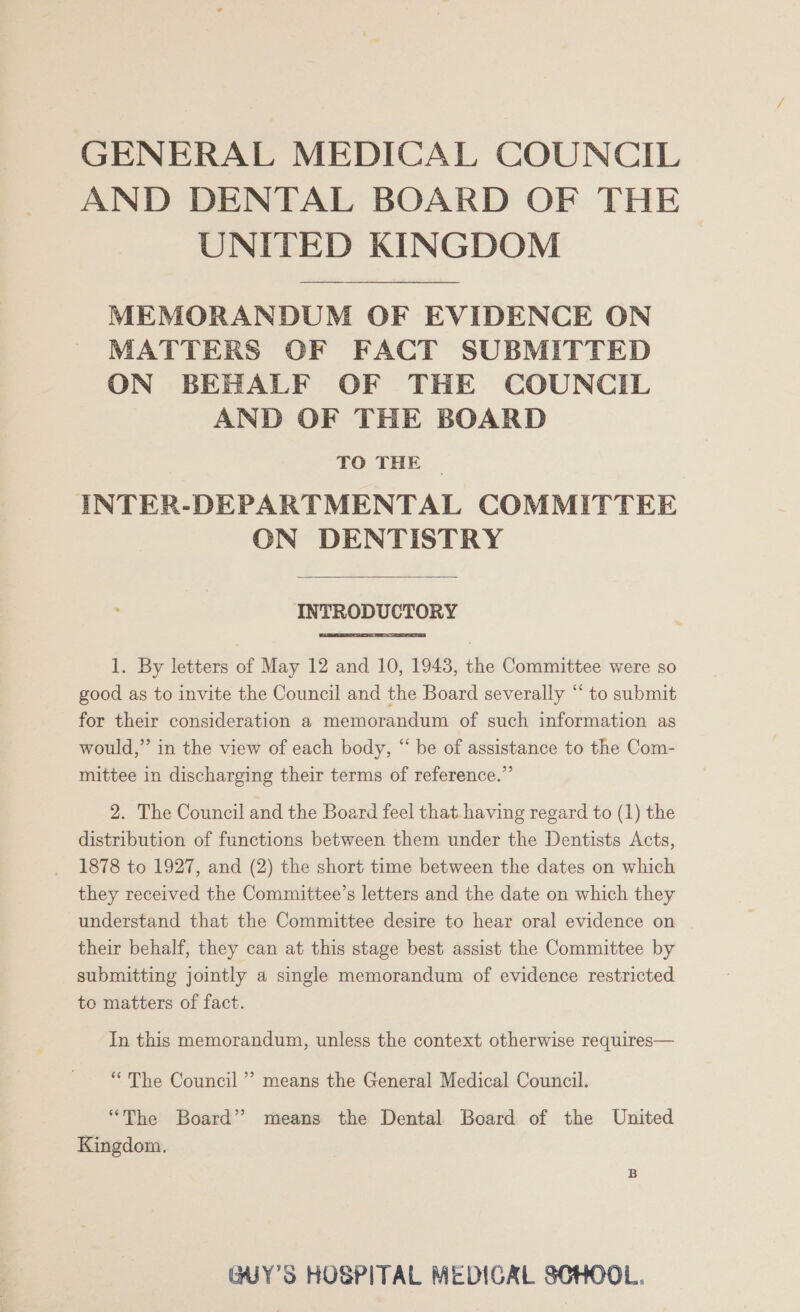 GENERAL MEDICAL COUNCIL
AND DENTAL BOARD OF THE
UNITED KINGDOM
MEMORANDUM OF EVIDENCE ON
MATTERS OF FACT SUBMITTED
ON BEHALF OF THE COUNCIL
AND OF THE BOARD
TO THE
INTER-DEPARTMENTAL COMMITTEE
ON DENTISTRY
INTRODUCTORY
1. By letters of May 12 and 10, 1943, the Committee were so
good as to invite the Council and the Board severally “ to submit
for their consideration a memorandum of such information as
would,” in the view of each body, “ be of assistance to the Com-
mittee in discharging their terms of reference.”
2. The Council and the Board feel that having regard to (1) the
distribution of functions between them under the Dentists Acts,
1878 to 1927, and (2) the short time between the dates on which
they received the Committee’s letters and the date on which they
understand that the Committee desire to hear oral evidence on
their behalf, they can at this stage best assist the Committee by
submitting jointly a single memorandum of evidence restricted
to matters of fact.
In this memorandum, unless the context otherwise requires—
“ The Council ” means the General Medical Council.
“The Board” means the Dental Board of the United
Kingdom.
B
GUY’S HOSPITAL MEDICAL SCHOOL.